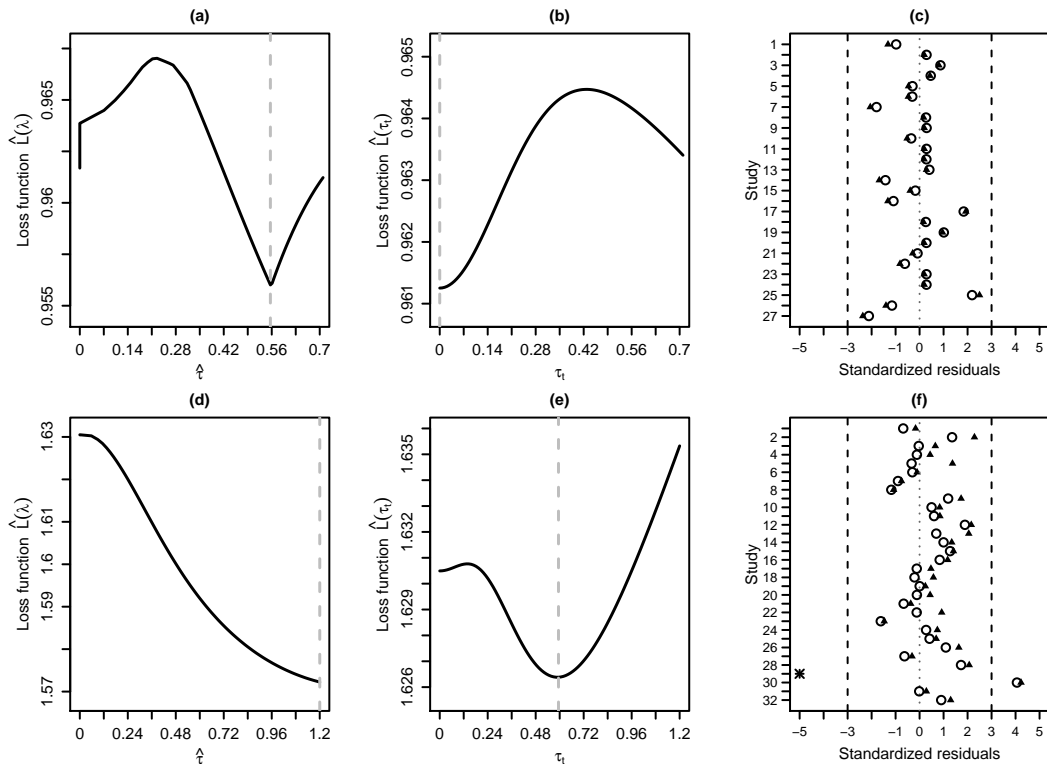 (a)
Loss function L̂(λ)
0.965
0.96
0.955
0 0.14 0.28 0.42 0.56 0.7
τ̂
(b)
Loss function L̂(τt)
0.965
0.964
0.963
0.962
0.961
0 0.14 0.28 0.42 0.56 0.7
τt
(c)
Study
1
3
5
7
9
11
13
15
17
19
21
23
25
27
−5 −3 −2 −1 0 1 2 3 4 5
Standardized residuals
(d)
Loss function L̂(λ)
1.63
1.61
1.6
1.59
1.57
0 0.24 0.48 0.72 0.96 1.2
τ̂
(e)
Loss function L̂(τt)
1.635
1.632
1.629
1.626
0 0.24 0.48 0.72 0.96 1.2
τt
(f)
Study
2
4
6
8
10
12
14
16
18
20
22
24
26
28
30
32
−5 −3 −2 −1 0 1 2 3 4 5
Standardized residuals